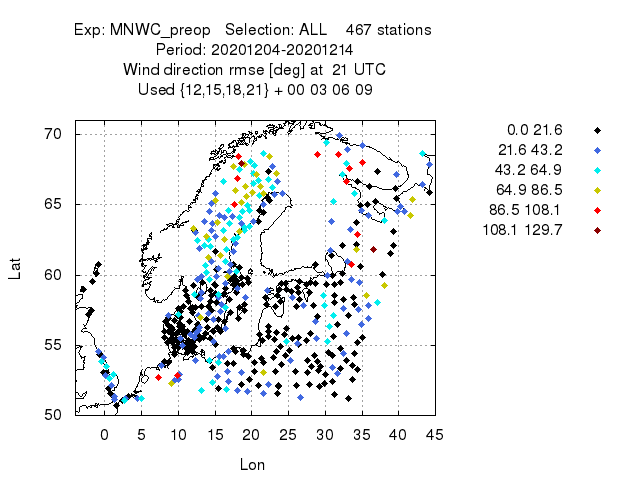 Exp: MNWC_preop Selection: ALL 467 stations
Period: 20201204-20201214
Wind direction rmse [deg] at 21 UTC
Used {12,15,18,21} + 00 03 06 09
70
65
60
55
50
Lat
0 5 10 15 20 25 30 35 40 45
Lon
0.0 21.6
21.6 43.2
43.2 64.9
64.9 86.5
86.5 108.1
108.1 129.7